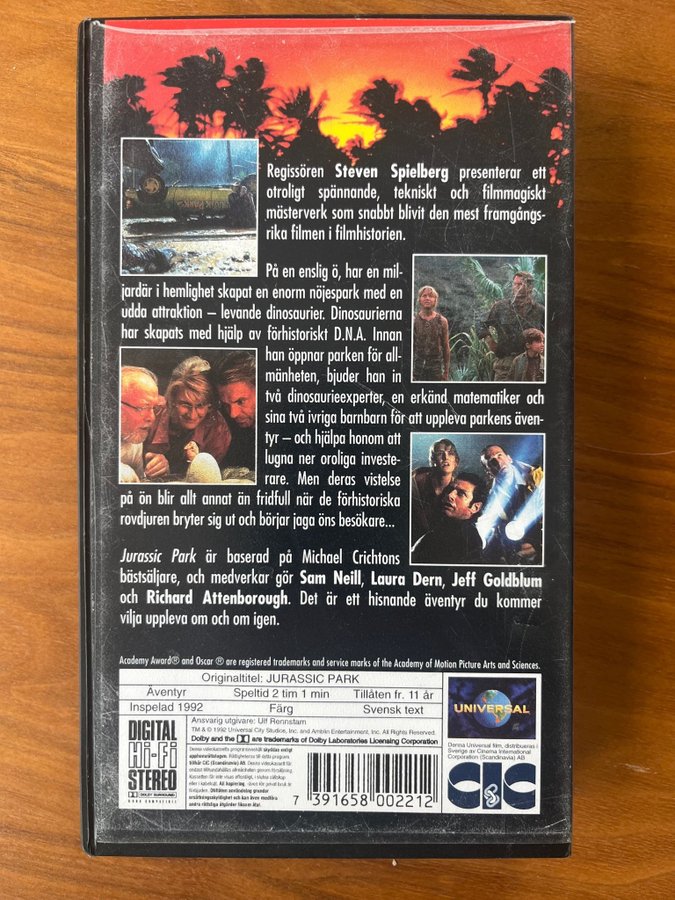 Regissören Steven Spielberg presenterar ett
otroligt spännande, tekniskt och filmmagiskt
mästerverk som snabbt blivit den mest framgångs-
rika filmen i filmhistorien.
På en enslig ö, har en mil-
jardär i hemlighet skapat en enorm nöjespark med en
udda attraktion – levande dinosaurier. Dinosaurierna
har skapats med hjälp av förhistoriskt D.N.A. Innan
han öppnar parken för all-
mänheten, bjuder han in
två dinosaurieexperter, en erkänd matematiker och
sina två ivriga barnbarn för att uppleva parkens även-
tyr – och hjälpa honom att
lugna ner oroliga investe-
rare. Men deras vistelse
på ön blir allt annat än fridfull när de förhistoriska
rovdjuren bryter sig ut och börjar jaga öns besökare...
Jurassic Park är baserad på Michael Crichtons
bästsäljare, och medverkar gör Sam Neill, Laura Dern, Jeff Goldblum
och Richard Attenborough. Det är ett hisnande äventyr du kommer
vilja uppleva om och om igen.
Academy Award® and Oscar ® are registered trademarks and service marks of the Academy of Motion Picture Arts and Sciences.
Originaltitel: JURASSIC PARK
Äventyr Speltid 2 tim 1 min Tillåten fr. 11 år
Inspelad 1992 Färg Svensk text
Ansvarig utgivare: Ulf Rennstam
TM & © 1992 Universal City Studios, Inc. and Amblin Entertainment, Inc. All Rights Reserved.
Dolby and the are trademarks of Dolby Laboratories Licensing Corporation
DIGITAL
Hi-Fi
STEREO
DOLBY SURROUND
7 391658 002212
UNIVERSAL
Denna Universal film, distribueras i
Sverige av Cinema International
Corporation (Scandinavia) AB
CIC